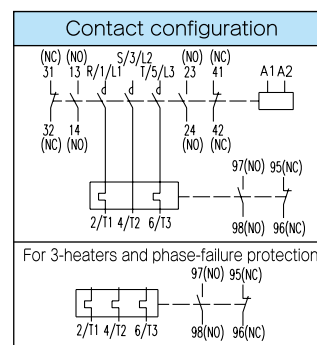 Contact configuration
(NC) (NO) S/3/L2 (NO) (NC)
31 13 R/1/L1 T/5/L3 23 41 A1 A2
32 14 24 42
(NC) (NO) (NO) (NC)
97(NO) 95(NC)
2/T1 4/T2 6/T3 98(NO) 96(NC)
For 3-heaters and phase-failure protection
97(NO) 95(NC)
2/T1 4/T2 6/T3 98(NO) 96(NC)